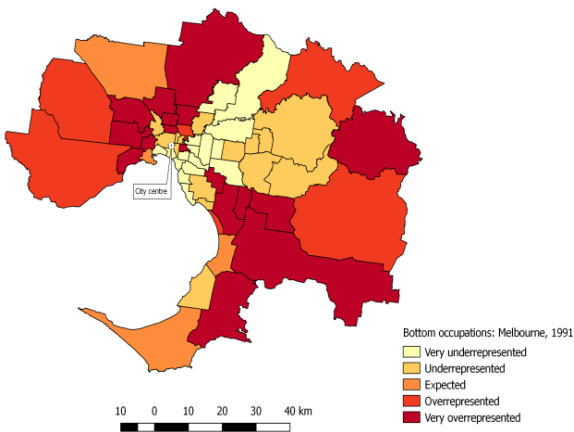 City centre
Bottom occupations: Melbourne, 1991
Very underrepresented
Underrepresented
Expected
Overrepresented
Very overrepresented
10 0 10 20 30 40 km